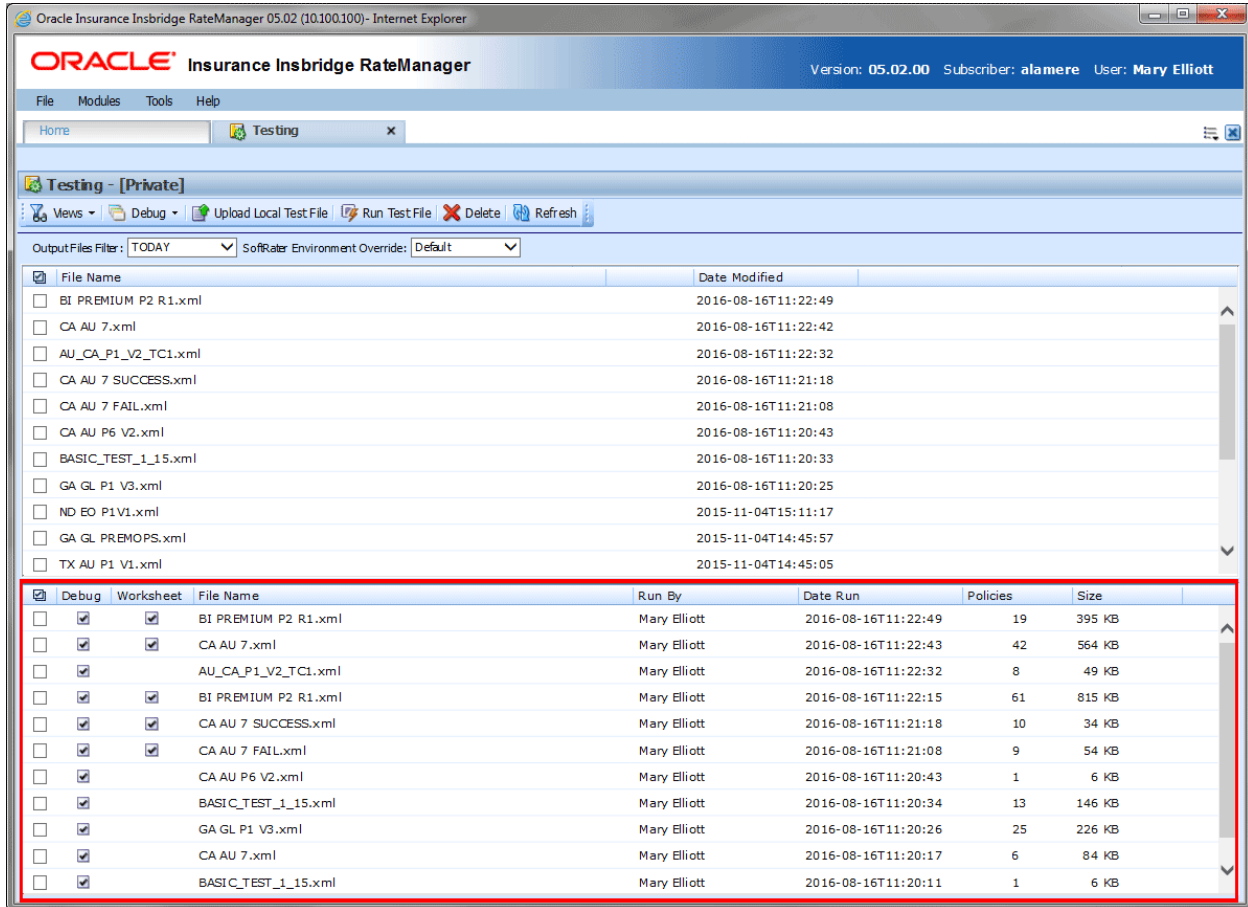 Oracle Insurance Insbridge RateManager 05.02 (10.100.100)- Internet Explorer
ORACLE Insurance Insbridge RateManager Version: 05.02.00 Subscriber: alamere User: Mary Elliott
File Modules Tools Help
Home Testing
Testing - [Private]
Views Debug Upload Local Test File Run Test File Delete Refresh
Output Files Filter: TODAY SoftRater Environment Override: Default
File Name Date Modified
BI PREMIUM P2 R1.xml 2016-08-16T11:22:49
CA AU 7.xml 2016-08-16T11:22:42
AU_CA_P1_V2_TC1.xml 2016-08-16T11:22:32
CA AU 7 SUCCESS.xml 2016-08-16T11:21:18
CA AU 7 FAIL.xml 2016-08-16T11:21:08
CA AU P6 V2.xml 2016-08-16T11:20:43
BASIC_TEST_1_15.xml 2016-08-16T11:20:33
GA GL P1 V3.xml 2016-08-16T11:20:25
ND EO P1V1.xml 2015-11-04T15:11:17
GA GL PREMOPS.xml 2015-11-04T14:45:57
TX AU P1 V1.xml 2015-11-04T14:45:05
Debug Worksheet File Name Run By Date Run Policies Size
BI PREMIUM P2 R1.xml Mary Elliott 2016-08-16T11:22:49 19 395 KB
CA AU 7.xml Mary Elliott 2016-08-16T11:22:43 42 564 KB
AU_CA_P1_V2_TC1.xml Mary Elliott 2016-08-16T11:22:32 8 49 KB
BI PREMIUM P2 R1.xml Mary Elliott 2016-08-16T11:22:15 61 815 KB
CA AU 7 SUCCESS.xml Mary Elliott 2016-08-16T11:21:18 10 34 KB
CA AU 7 FAIL.xml Mary Elliott 2016-08-16T11:21:08 9 54 KB
CA AU P6 V2.xml Mary Elliott 2016-08-16T11:20:43 1 6 KB
BASIC_TEST_1_15.xml Mary Elliott 2016-08-16T11:20:34 13 146 KB
GA GL P1 V3.xml Mary Elliott 2016-08-16T11:20:26 25 226 KB
CA AU 7.xml Mary Elliott 2016-08-16T11:20:17 6 84 KB
BASIC_TEST_1_15.xml Mary Elliott 2016-08-16T11:20:11 1 6 KB